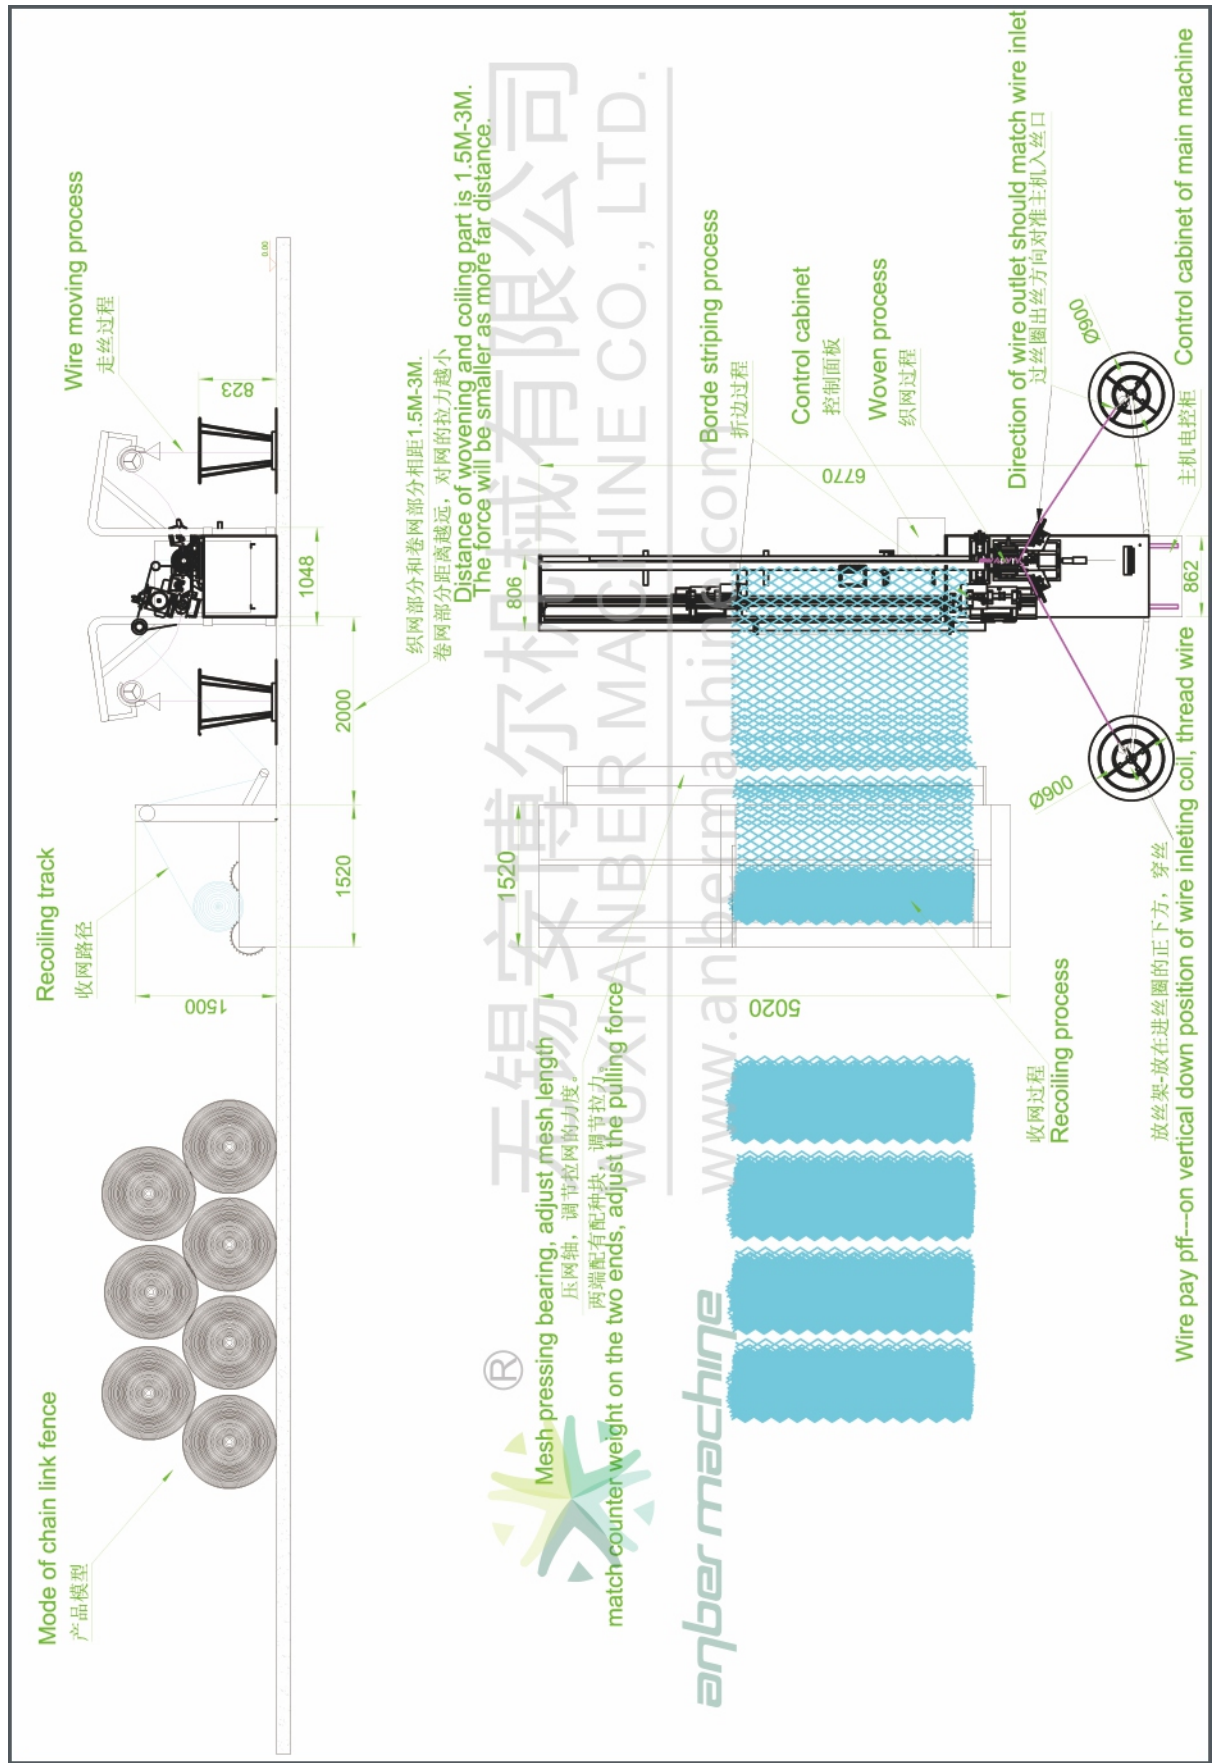 Mode of chain link fence
产品模型
Recoiling track
收网路径
Wire moving process
走丝过程
1500
1520
2000
1048
823
0.00
织网部分和卷网部分相距1.5M-3M.
卷网部分距离越远，对网的拉力越小
Distance of wovening and coiling part is 1.5M-3M.
The force will be smaller as more far distance.
Mesh pressing bearing, adjust mesh length
压网轴，调节拉网的力度。
两端配有配种块，调节拉力。
match counter weight on the two ends, adjust the pulling force
1520
5020
806
6770
862
Borde striping process
折边过程
Control cabinet
控制面板
Woven process
织网过程
Direction of wire outlet should match wire inlet
过丝圈出丝方向对准主机入丝口
Ø900
Ø900
主机电控柜
Control cabinet of main machine
收网过程
Recoiling process
放丝架-放在进丝圈的正下方，穿丝
Wire pay pff---on vertical down position of wire inleting coil, thread wire
无锡安博尔机械有限公司
WUXI ANBER MACHINE CO., LTD.
www.anbermachine.com
®
anber machine